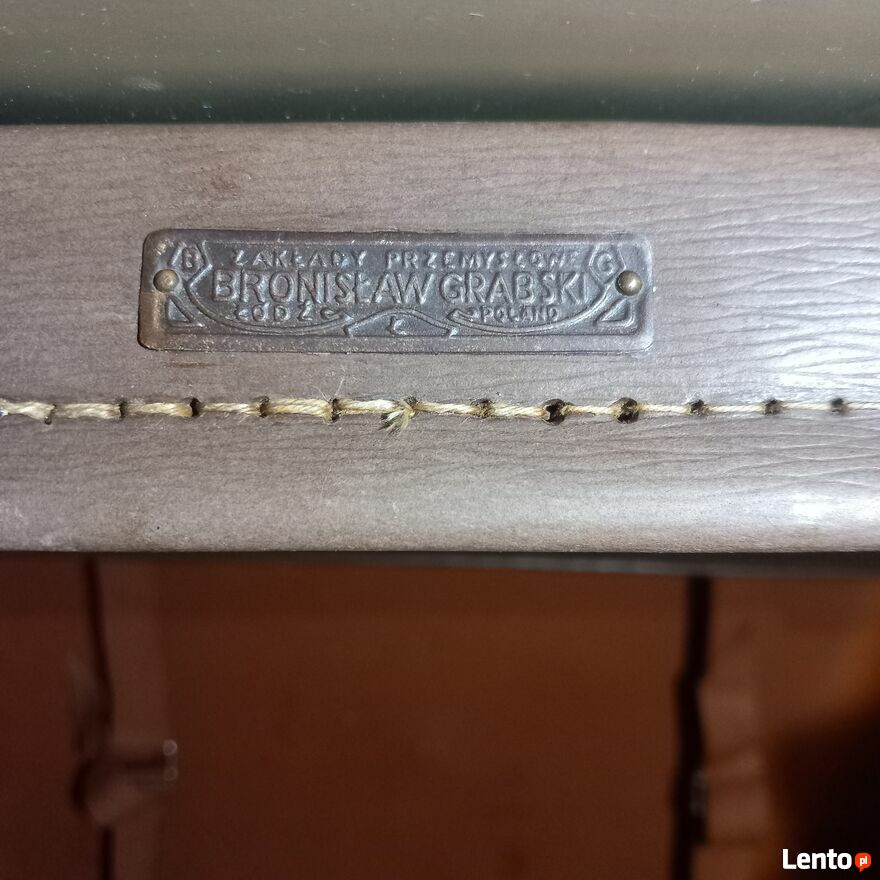 B ZAKŁADY PRZEMYSŁOWE G
BRONISŁAW GRABSKI
ŁÓDŹ Ł POLAND
Lento pl